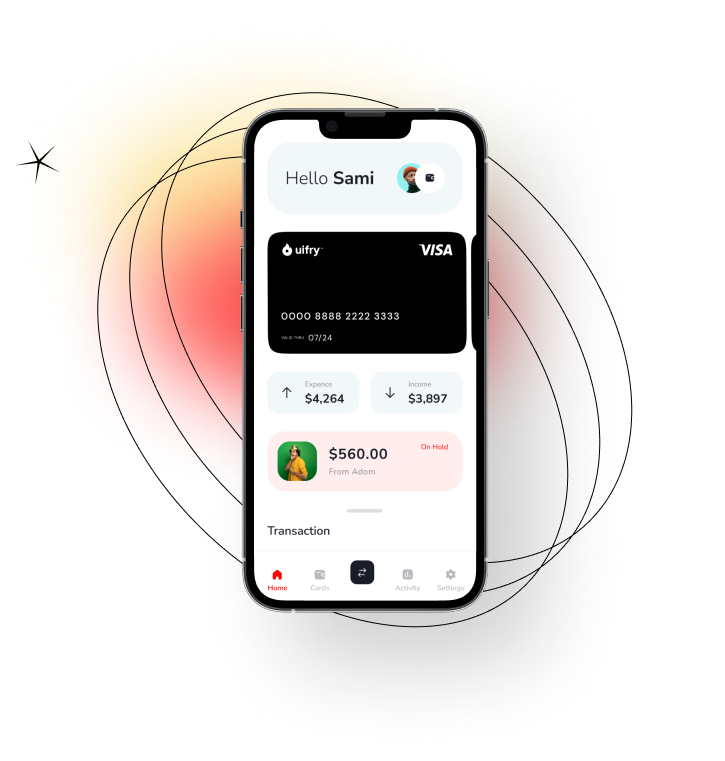 Hello Sami
uifry™
VISA
0000 8888 2222 3333
VALID THRU 07/24
Expence
$4,264
Income
$3,897
$560.00
On Hold
From Adom
Transaction
Home
Cards
Activity
Settings